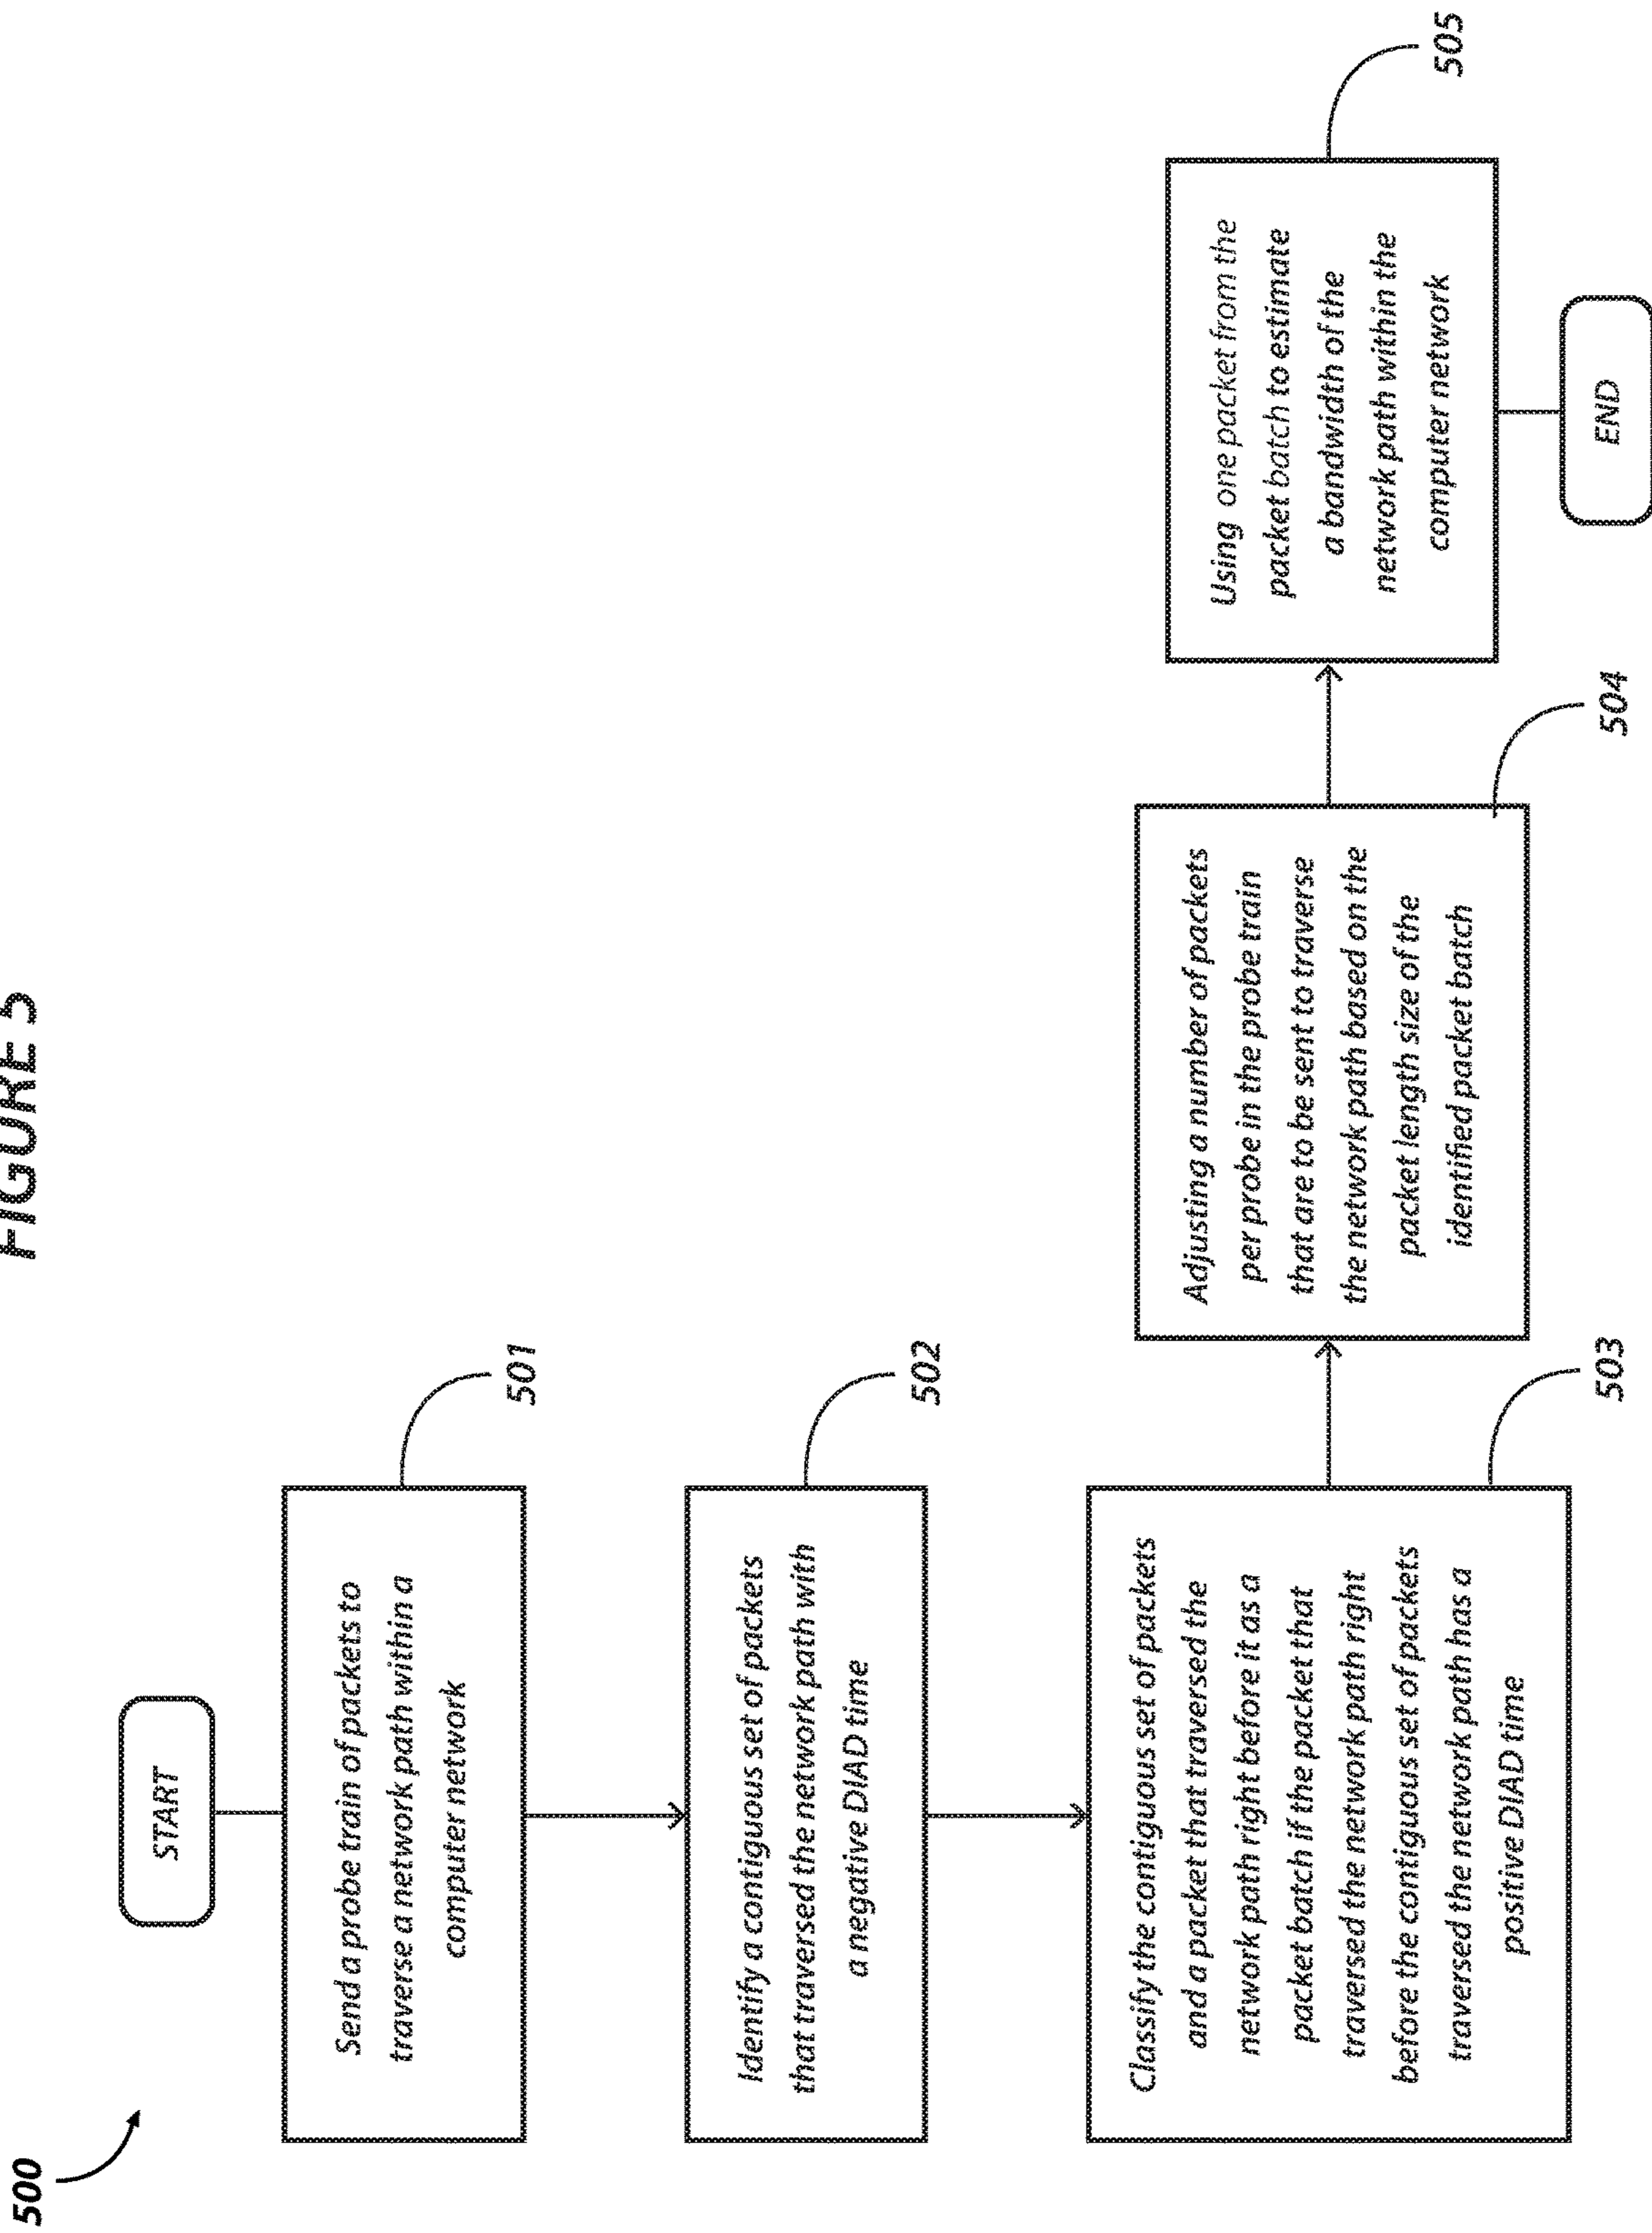 FIGURE 5
500
START
Send a probe train of packets to
traverse a network path within a
computer network
501
Identify a contiguous set of packets
that traversed the network path with
a negative DIAD time
502
Classify the contiguous set of packets
and a packet that traversed the
network path right before it as a
packet batch if the packet that
traversed the network path right
before the contiguous set of packets
traversed the network path has a
positive DIAD time
503
Adjusting a number of packets
per probe in the probe train
that are to be sent to traverse
the network path based on the
packet length size of the
identified packet batch
504
Using one packet from the
packet batch to estimate
a bandwidth of the
network path within the
computer network
505
END